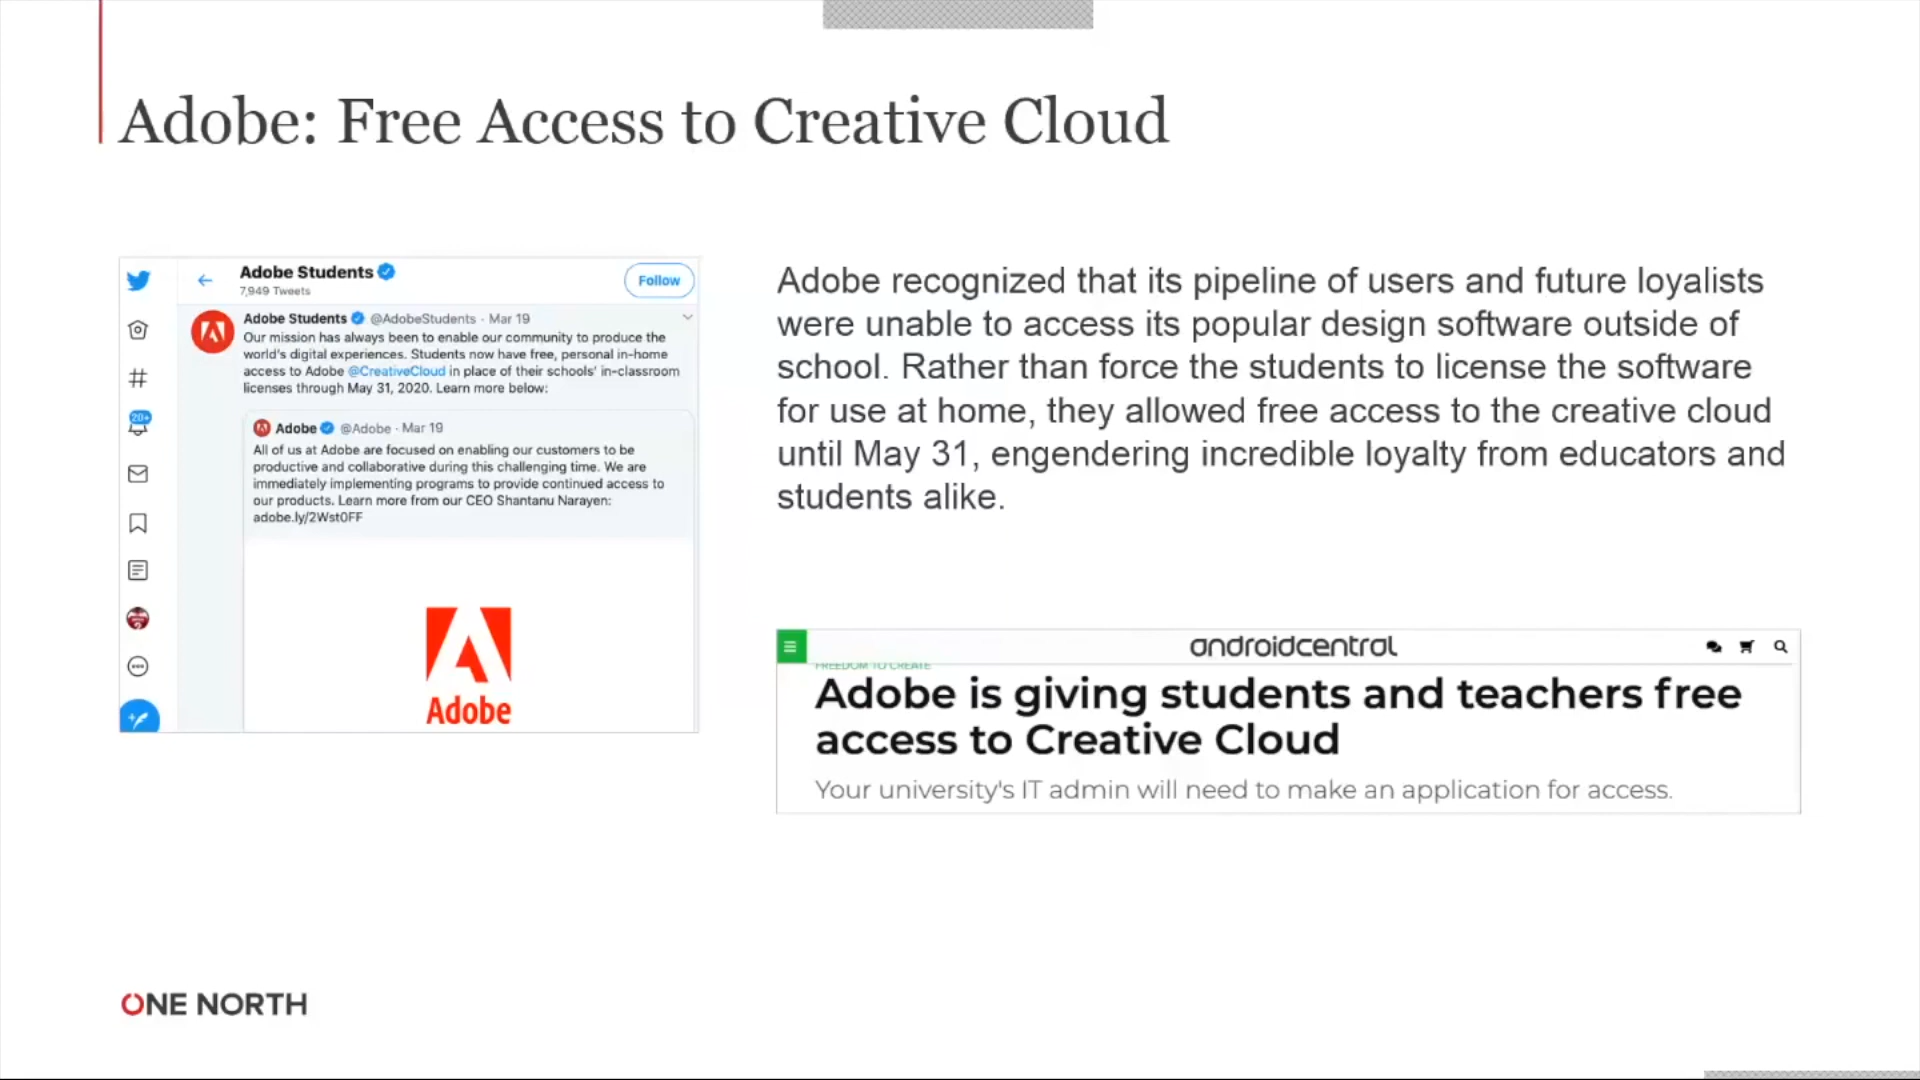 Adobe: Free Access to Creative Cloud
Adobe Students
7,949 Tweets
Follow
Adobe Students @AdobeStudents · Mar 19
Our mission has always been to enable our community to produce the
world's digital experiences. Students now have free, personal in-home
access to Adobe @CreativeCloud in place of their schools' in-classroom
licenses through May 31, 2020. Learn more below:
20+
Adobe @Adobe · Mar 19
All of us at Adobe are focused on enabling our customers to be
productive and collaborative during this challenging time. We are
immediately implementing programs to provide continued access to
our products. Learn more from our CEO Shantanu Narayen:
adobe.ly/2Wst0FF
Adobe
Adobe recognized that its pipeline of users and future loyalists
were unable to access its popular design software outside of
school. Rather than force the students to license the software
for use at home, they allowed free access to the creative cloud
until May 31, engendering incredible loyalty from educators and
students alike.
androidcentral
FREEDOM TO CREATE
Adobe is giving students and teachers free
access to Creative Cloud
Your university's IT admin will need to make an application for access.
ONE NORTH